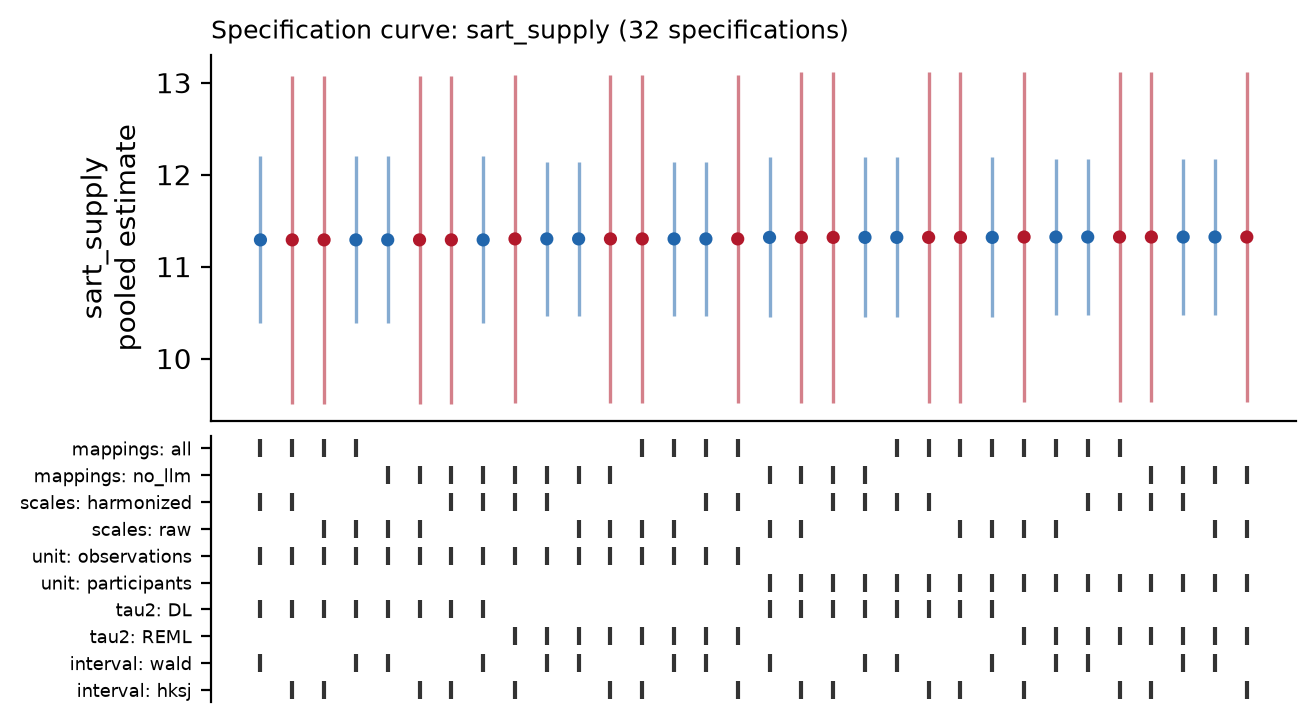 Specification curve: sart_supply (32 specifications)
sart_supply
pooled estimate
13
12
11
10
mappings: all
mappings: no_llm
scales: harmonized
scales: raw
unit: observations
unit: participants
tau2: DL
tau2: REML
interval: wald
interval: hksj